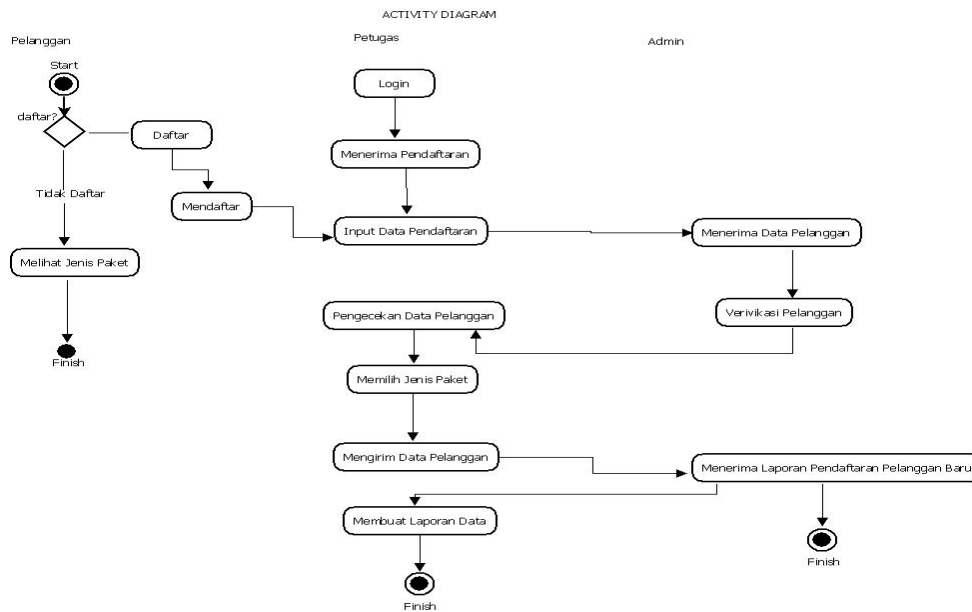 ACTIVITY DIAGRAM
Pelanggan
Petugas
Admin
Start
Login
daftar?
Daftar
Menerima Pendaftaran
Tidak Daftar
Mendaftar
Input Data Pendaftaran
Menerima Data Pelanggan
Melihat Jenis Paket
Pengecekan Data Pelanggan
Verivikasi Pelanggan
Finish
Memilih Jenis Paket
Mengirim Data Pelanggan
Menerima Laporan Pendaftaran Pelanggan Baru
Membuat Laporan Data
Finish
Finish